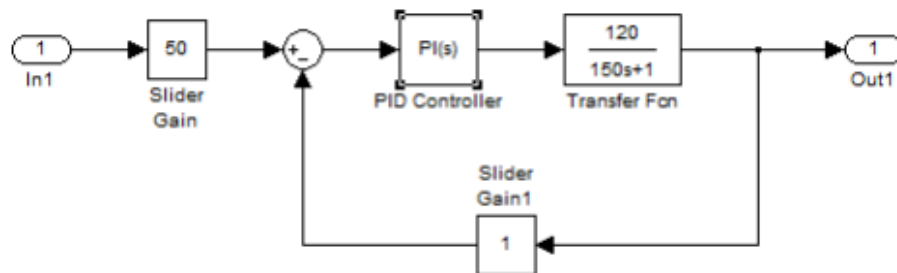 1
In1
50
Slider
Gain
+
−
PI(s)
PID Controller
120
150s+1
Transfer Fcn
1
Out1
Slider
Gain1
1